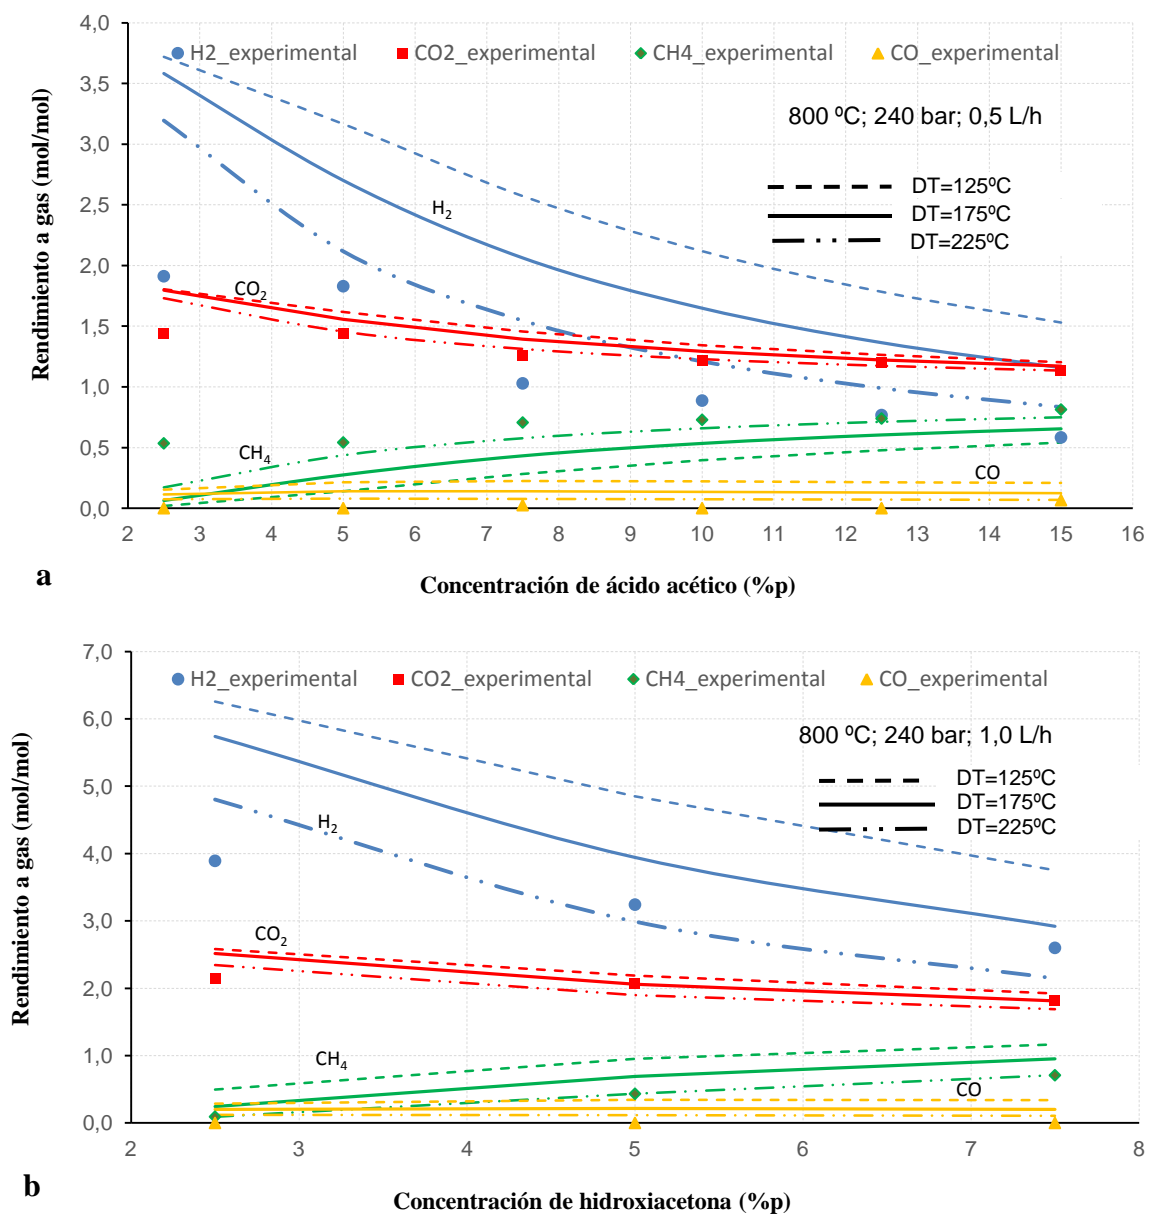 4,0
3,5
3,0
2,5
2,0
1,5
1,0
0,5
0,0
Rendimiento a gas (mol/mol)
H2_experimental CO2_experimental CH4_experimental CO_experimental
800 ºC; 240 bar; 0,5 L/h
DT=125ºC
DT=175ºC
DT=225ºC
H2
CO2
CH4
CO
2 3 4 5 6 7 8 9 10 11 12 13 14 15 16
a
Concentración de ácido acético (%p)
7,0
6,0
5,0
4,0
3,0
2,0
1,0
0,0
Rendimiento a gas (mol/mol)
H2_experimental CO2_experimental CH4_experimental CO_experimental
800 ºC; 240 bar; 1,0 L/h
DT=125ºC
DT=175ºC
DT=225ºC
H2
CO2
CH4
CO
2 3 4 5 6 7 8
b
Concentración de hidroxiacetona (%p)